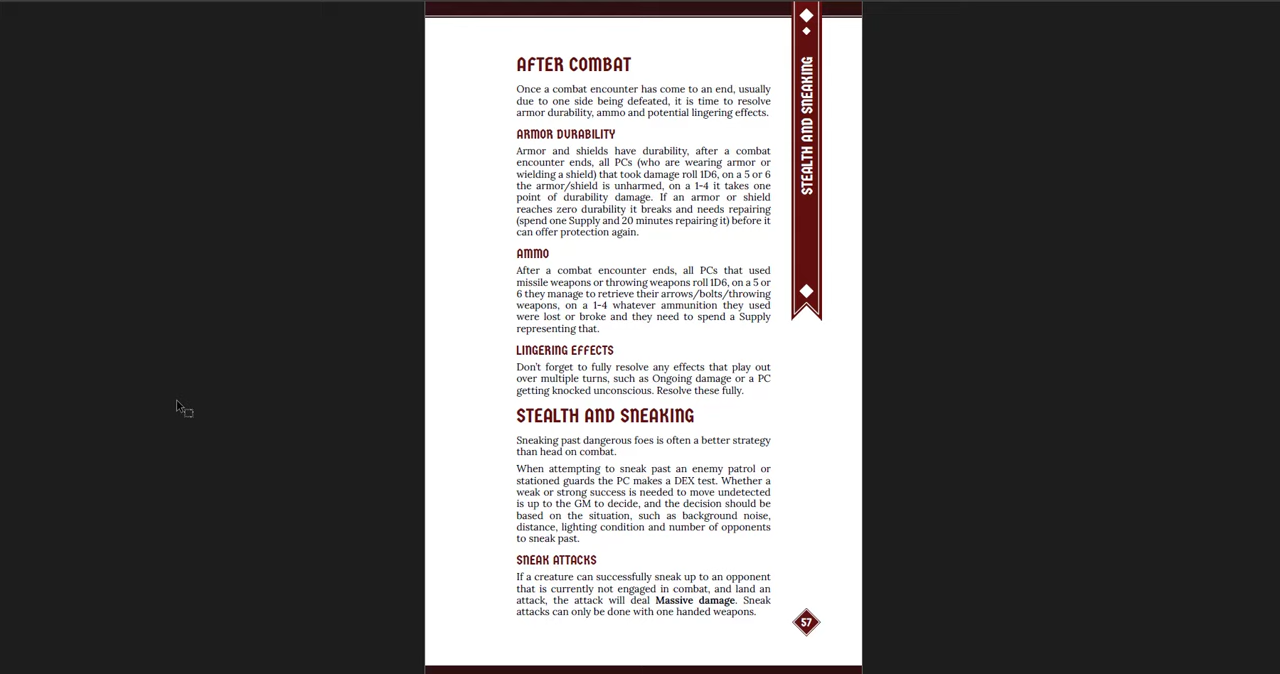 AFTER COMBAT
Once a combat encounter has come to an end, usually
due to one side being defeated, it is time to resolve
armor durability, ammo and potential lingering effects.
ARMOR DURABILITY
Armor and shields have durability, after a combat
encounter ends, all PCs (who are wearing armor or
wielding a shield) that took damage roll 1D6, on a 5 or 6
the armor/shield is unharmed, on a 1-4 it takes one
point of durability damage. If an armor or shield
reaches zero durability it breaks and needs repairing
(spend one Supply and 20 minutes repairing it) before it
can offer protection again.
AMMO
After a combat encounter ends, all PCs that used
missile weapons or throwing weapons roll 1D6, on a 5 or
6 they manage to retrieve their arrows/bolts/throwing
weapons, on a 1-4 whatever ammunition they used
were lost or broke and they need to spend a Supply
representing that.
LINGERING EFFECTS
Don't forget to fully resolve any effects that play out
over multiple turns, such as Ongoing damage or a PC
getting knocked unconscious. Resolve these fully.
STEALTH AND SNEAKING
Sneaking past dangerous foes is often a better strategy
than head on combat.
When attempting to sneak past an enemy patrol or
stationed guards the PC makes a DEX test. Whether a
weak or strong success is needed to move undetected
is up to the GM to decide, and the decision should be
based on the situation, such as background noise,
distance, lighting condition and number of opponents
to sneak past.
SNEAK ATTACKS
If a creature can successfully sneak up to an opponent
that is currently not engaged in combat, and land an
attack, the attack will deal Massive damage. Sneak
attacks can only be done with one handed weapons.
STEALTH AND SNEAKING
57